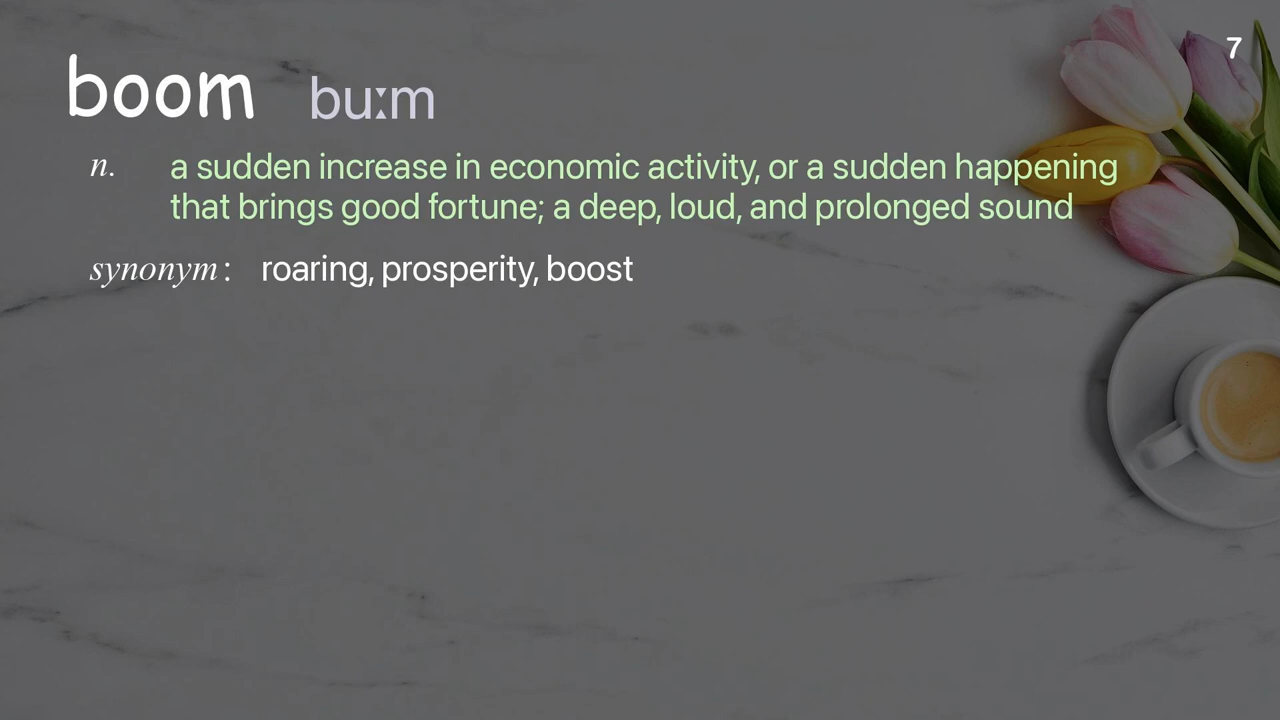 7
boom buːm
n. a sudden increase in economic activity, or a sudden happening
that brings good fortune; a deep, loud, and prolonged sound
synonym: roaring, prosperity, boost